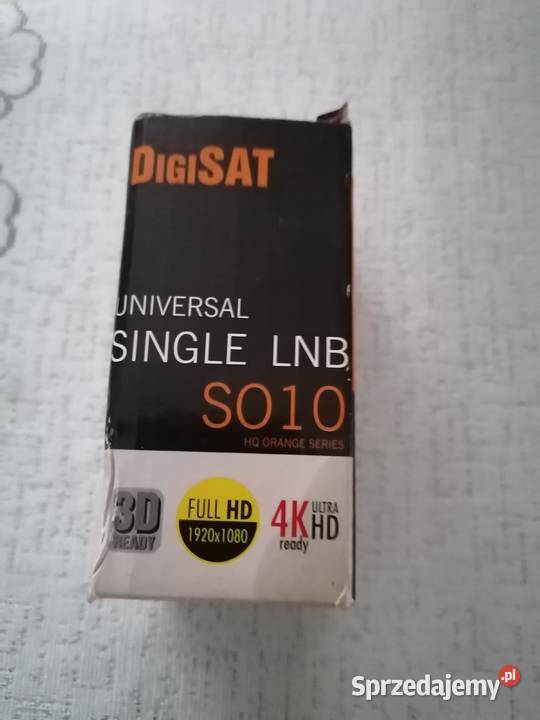 DIGISAT
UNIVERSAL
SINGLE LNB
SO10
HQ ORANGE SERIES
3D
READY
FULL HD
1920x1080
4K ULTRA HD
ready
Sprzedajemy.pl